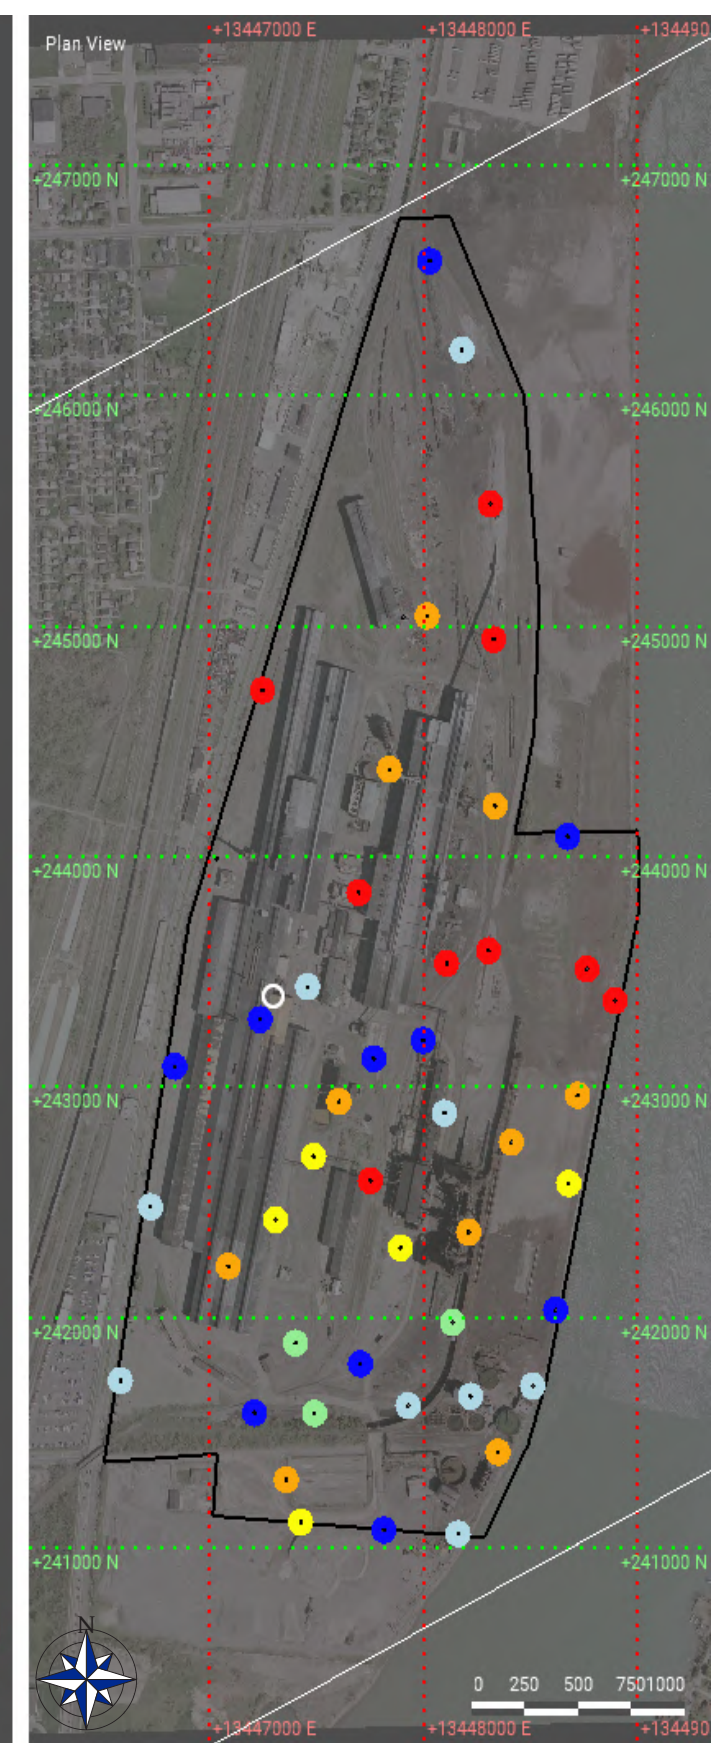 +13447000 E
+13448000 E
+134490
Plan View
+247000 N
+247000 N
+246000 N
+246000 N
+245000 N
+245000 N
+244000 N
+244000 N
+243000 N
+243000 N
+242000 N
+242000 N
+241000 N
+241000 N
N
0 250 500 7501000
+13447000 E
+13448000 E
+134490